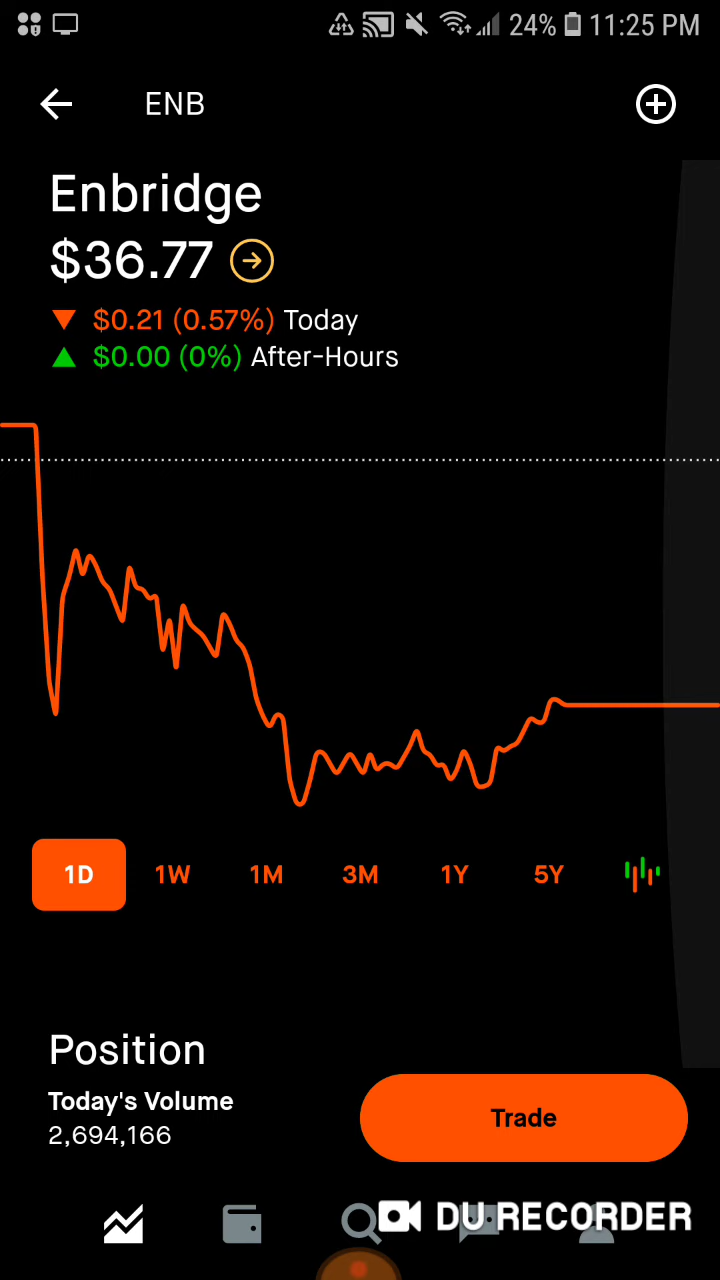 24% 11:25 PM
ENB
Enbridge
$36.77
$0.21 (0.57%) Today
$0.00 (0%) After-Hours
1D 1W 1M 3M 1Y 5Y
Position
Today's Volume
2,694,166
Trade
DU RECORDER